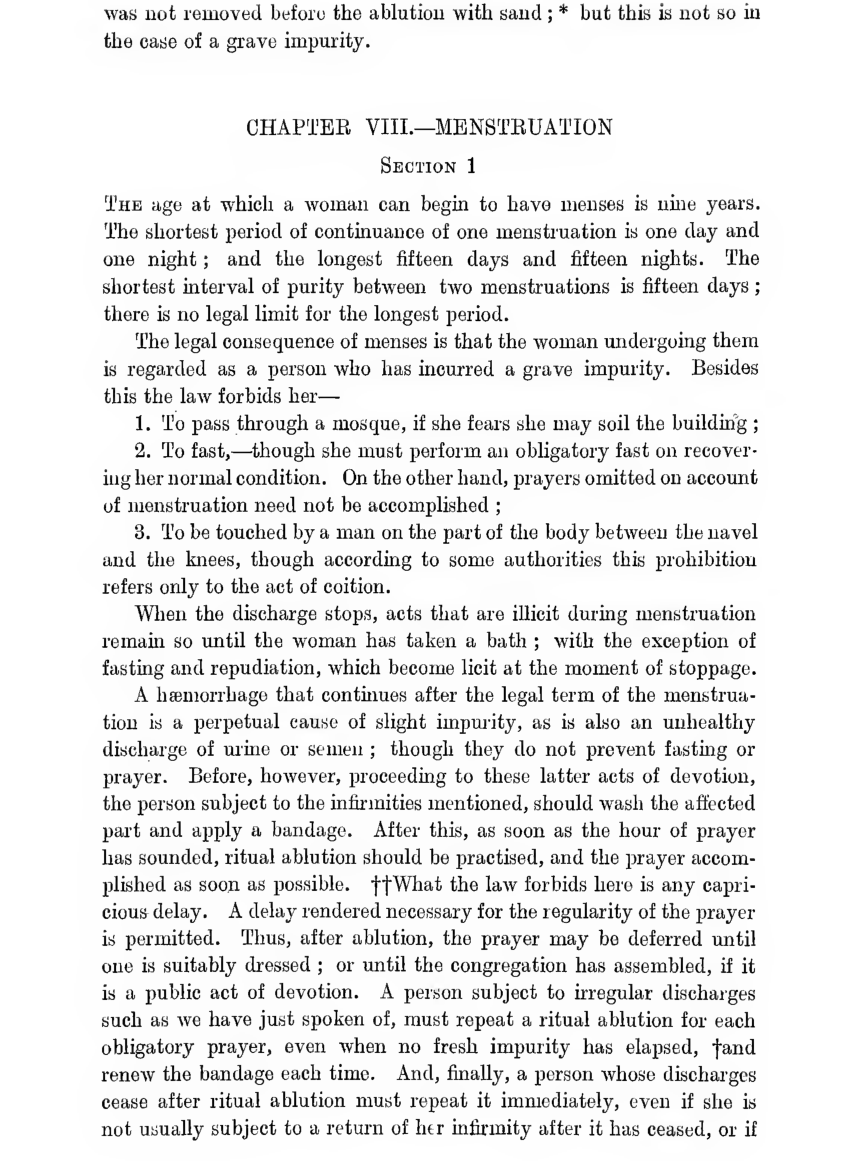 was not removed before the ablution with sand ; * but this is not so in
the case of a grave impurity.
CHAPTER VIII.—MENSTRUATION
SECTION 1
THE age at which a woman can begin to have menses is nine years.
The shortest period of continuance of one menstruation is one day and
one night ; and the longest fifteen days and fifteen nights. The
shortest interval of purity between two menstruations is fifteen days ;
there is no legal limit for the longest period.
The legal consequence of menses is that the woman undergoing them
is regarded as a person who has incurred a grave impurity. Besides
this the law forbids her—
1. To pass through a mosque, if she fears she may soil the building ;
2. To fast,—though she must perform an obligatory fast on recover-
ing her normal condition. On the other hand, prayers omitted on account
of menstruation need not be accomplished ;
3. To be touched by a man on the part of the body between the navel
and the knees, though according to some authorities this prohibition
refers only to the act of coition.
When the discharge stops, acts that are illicit during menstruation
remain so until the woman has taken a bath ; with the exception of
fasting and repudiation, which become licit at the moment of stoppage.
A hæmorrhage that continues after the legal term of the menstrua-
tion is a perpetual cause of slight impurity, as is also an unhealthy
discharge of urine or semen ; though they do not prevent fasting or
prayer. Before, however, proceeding to these latter acts of devotion,
the person subject to the infirmities mentioned, should wash the affected
part and apply a bandage. After this, as soon as the hour of prayer
has sounded, ritual ablution should be practised, and the prayer accom-
plished as soon as possible. ††What the law forbids here is any capri-
cious delay. A delay rendered necessary for the regularity of the prayer
is permitted. Thus, after ablution, the prayer may be deferred until
one is suitably dressed ; or until the congregation has assembled, if it
is a public act of devotion. A person subject to irregular discharges
such as we have just spoken of, must repeat a ritual ablution for each
obligatory prayer, even when no fresh impurity has elapsed, †and
renew the bandage each time. And, finally, a person whose discharges
cease after ritual ablution must repeat it immediately, even if she is
not usually subject to a return of her infirmity after it has ceased, or if